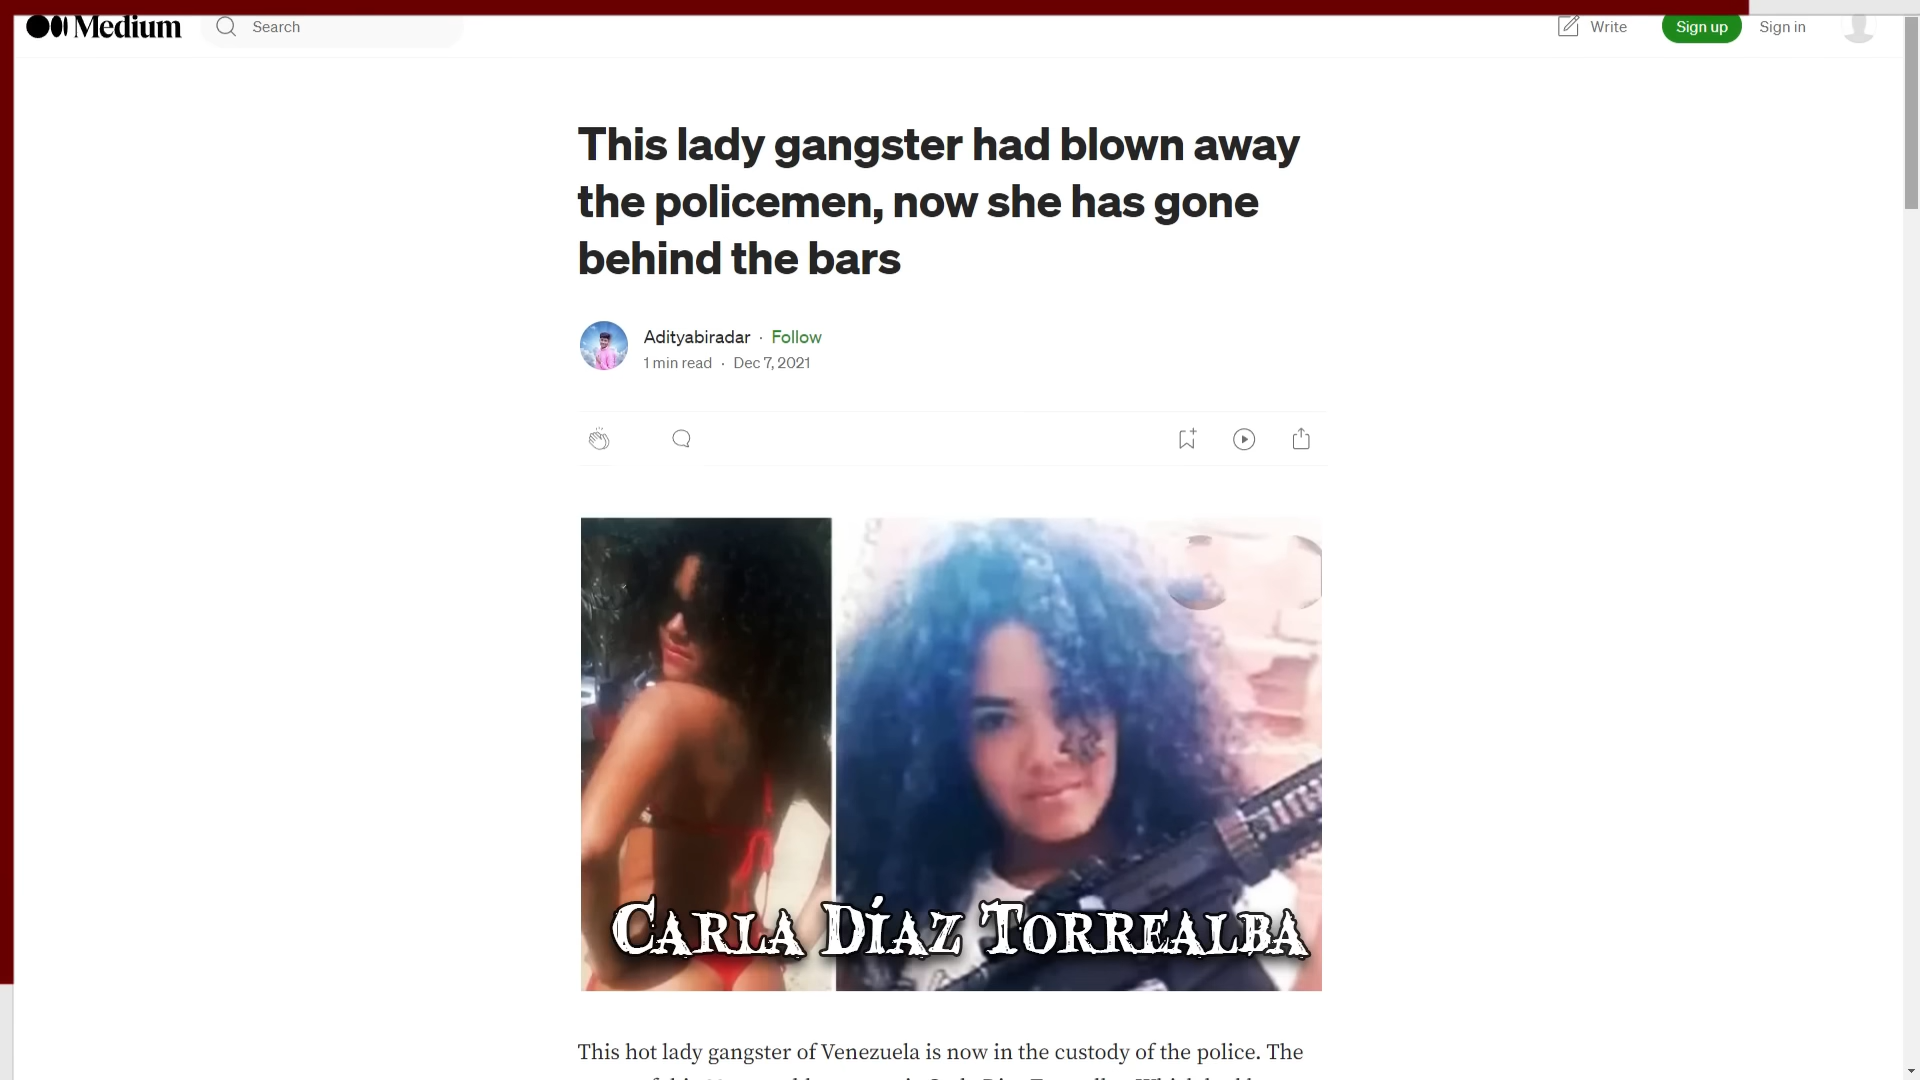 Medium
Search
Write
Sign up
Sign in
This lady gangster had blown away
the policemen, now she has gone
behind the bars
Adityabiradar · Follow
1 min read · Dec 7, 2021
CARLA DÍAZ TORREALBA
This hot lady gangster of Venezuela is now in the custody of the police. The